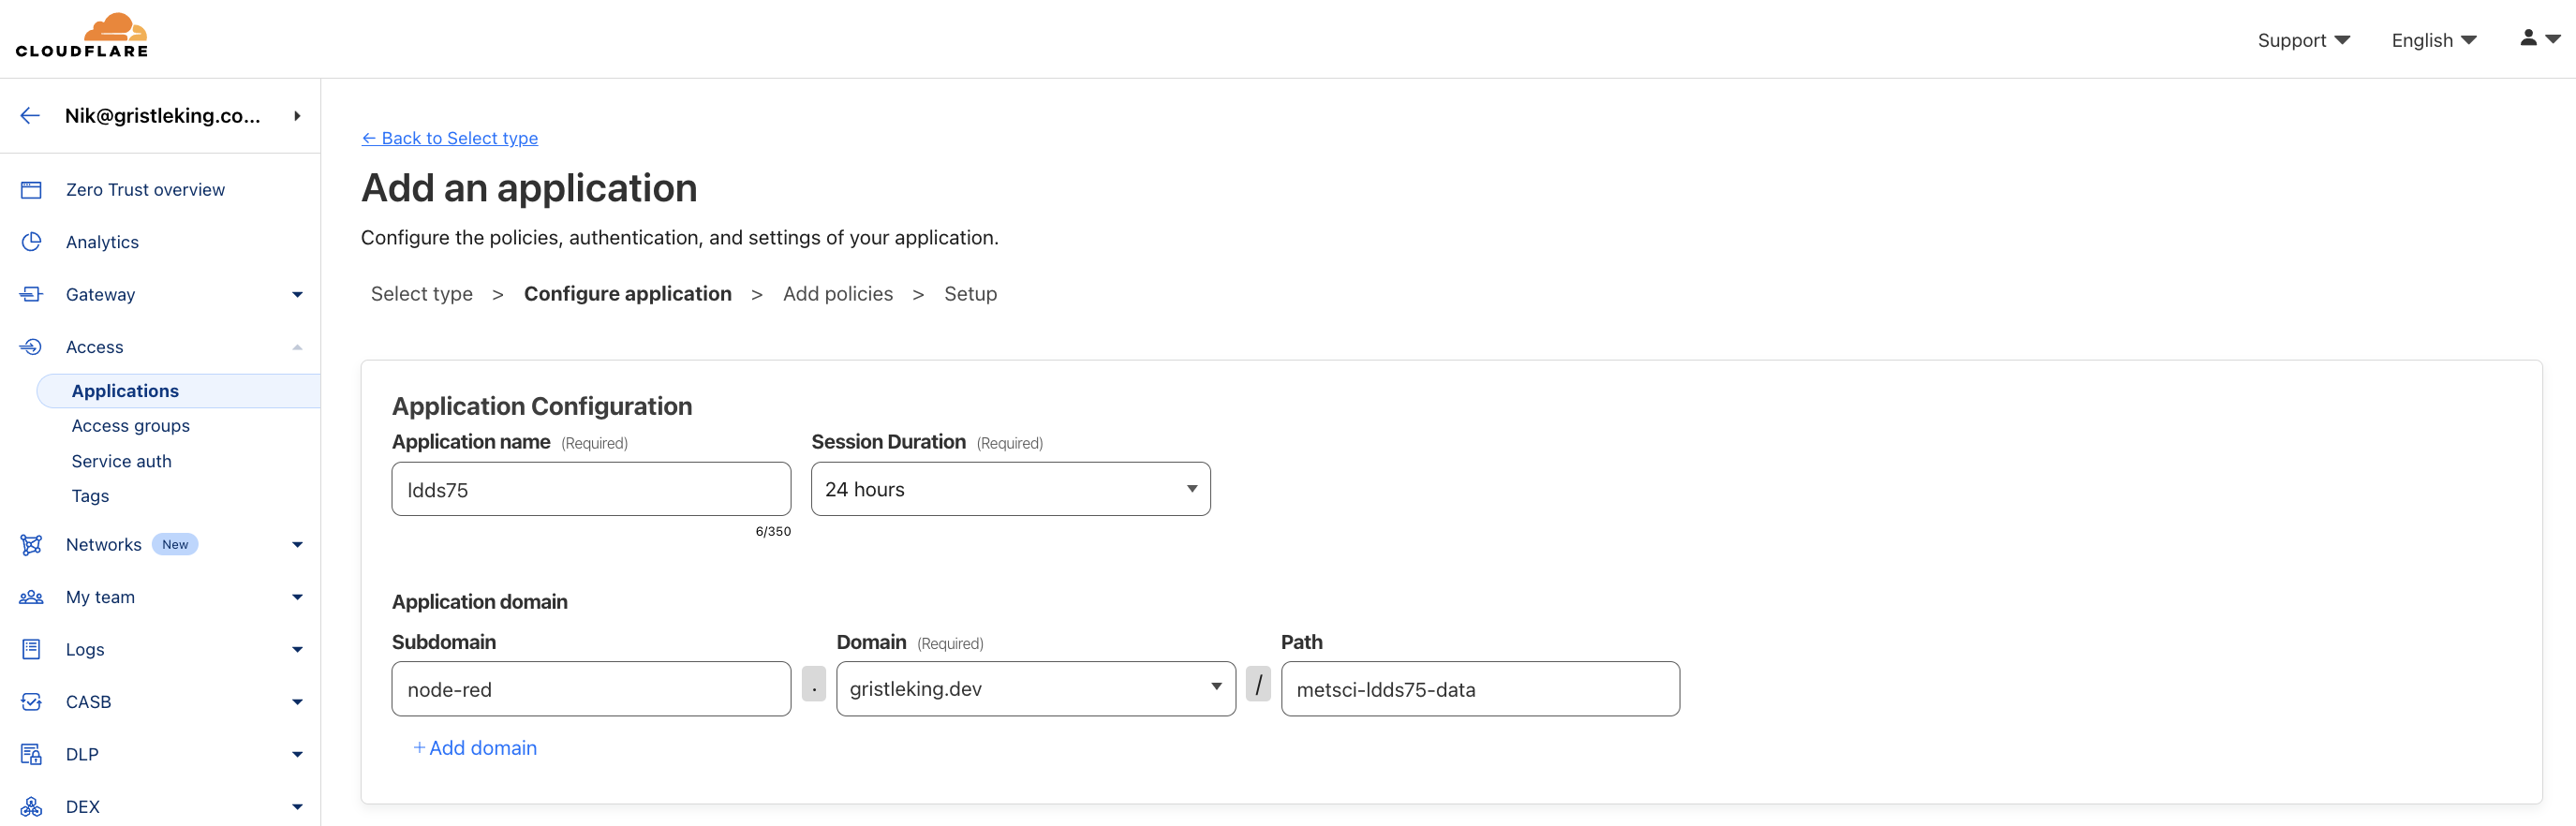 CLOUDFLARE
Support
English
Nik@gristleking.co...
Zero Trust overview
Analytics
Gateway
Access
Applications
Access groups
Service auth
Tags
Networks New
My team
Logs
CASB
DLP
DEX
← Back to Select type
Add an application
Configure the policies, authentication, and settings of your application.
Select type > Configure application > Add policies > Setup
Application Configuration
Application name (Required) Session Duration (Required)
ldds75 24 hours
6/350
Application domain
Subdomain Domain (Required) Path
node-red . gristleking.dev / metsci-ldds75-data
+ Add domain